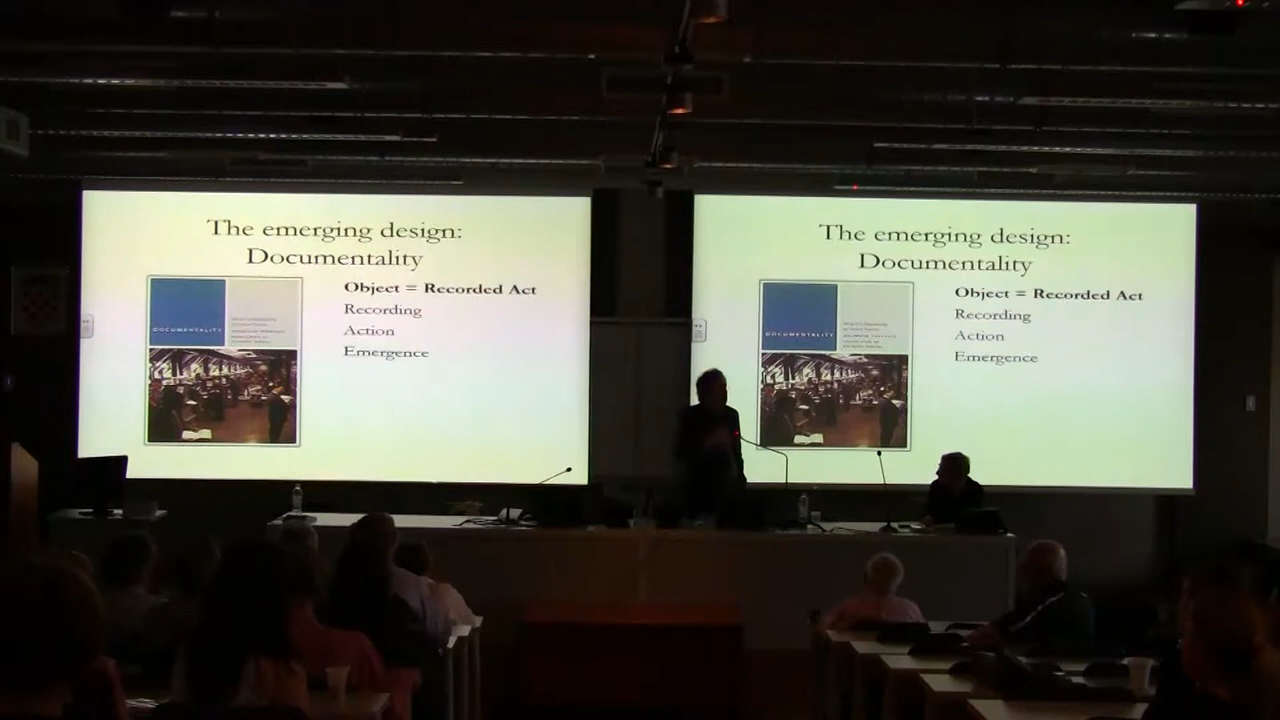 The emerging design:
Documentality
DOCUMENTALITY
Object = Recorded Act
Recording
Action
Emergence
The emerging design:
Documentality
DOCUMENTALITY
Object = Recorded Act
Recording
Action
Emergence